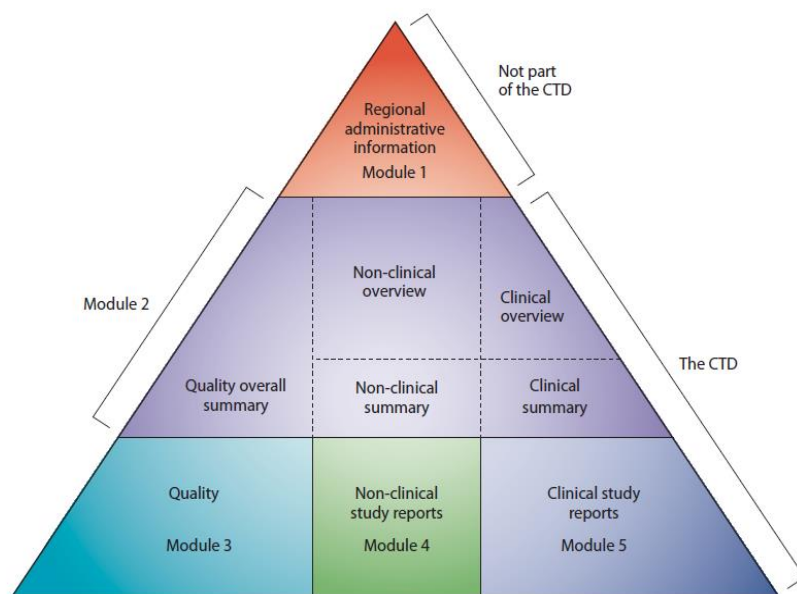 Not part
of the CTD
Regional
administrative
information
Module 1
Module 2
Non-clinical
overview
Clinical
overview
The CTD
Quality overall
summary
Non-clinical
summary
Clinical
summary
Quality
Module 3
Non-clinical
study reports
Module 4
Clinical study
reports
Module 5